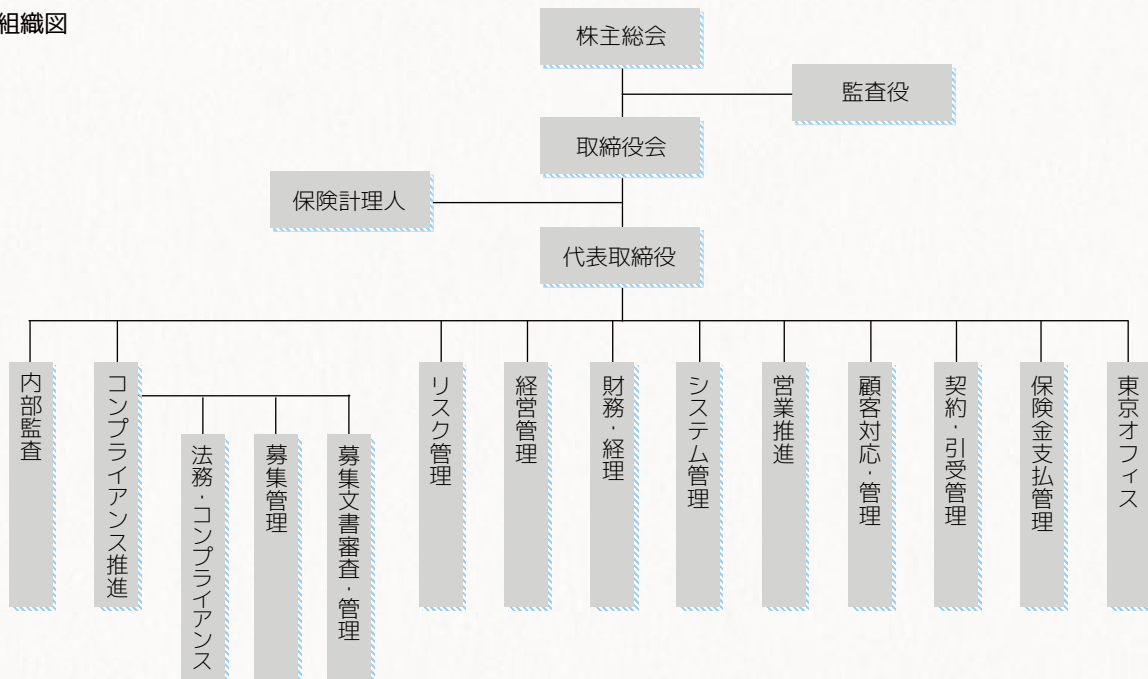 組織図
株主総会
監査役
取締役会
保険計理人
代表取締役
内部監査
コンプライアンス推進
法務・コンプライアンス
募集管理
募集文書審査・管理
リスク管理
経営管理
財務・経理
システム管理
営業推進
顧客対応・管理
契約・引受管理
保険金支払管理
東京オフィス